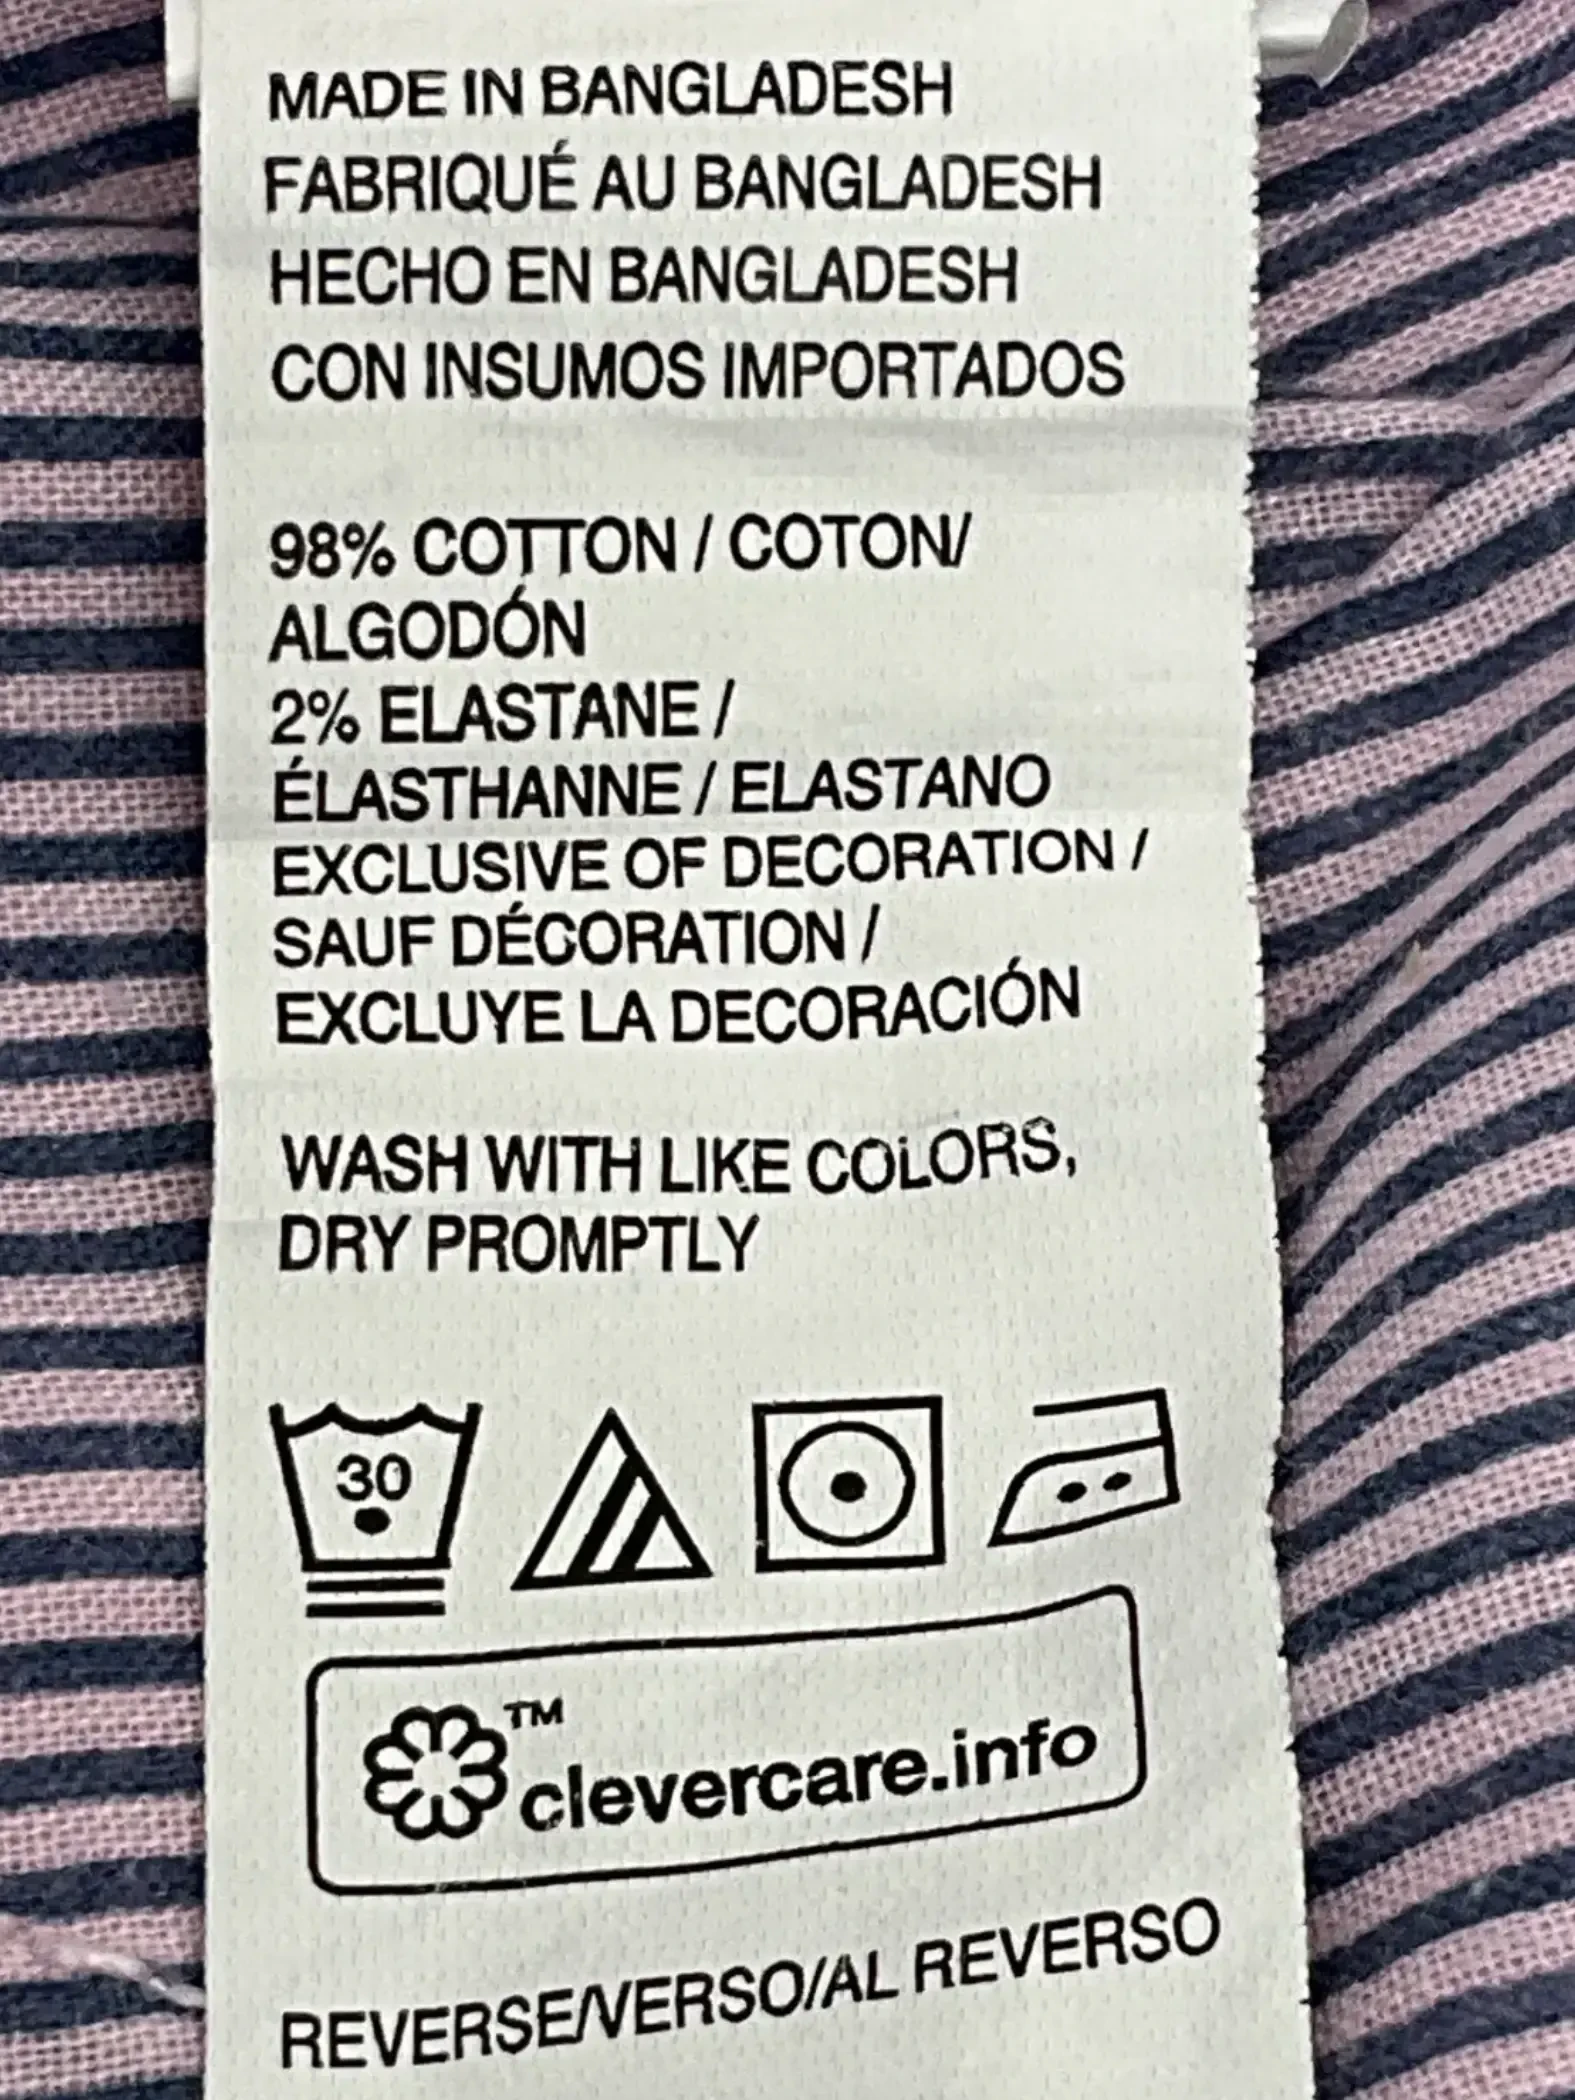 MADE IN BANGLADESH
FABRIQUÉ AU BANGLADESH
HECHO EN BANGLADESH
CON INSUMOS IMPORTADOS
98% COTTON / COTON/
ALGODÓN
2% ELASTANE /
ÉLASTHANNE / ELASTANO
EXCLUSIVE OF DECORATION /
SAUF DÉCORATION /
EXCLUYE LA DECORACIÓN
WASH WITH LIKE COLORS,
DRY PROMPTLY
30
™ clevercare.info
REVERSE/VERSO/AL REVERSO